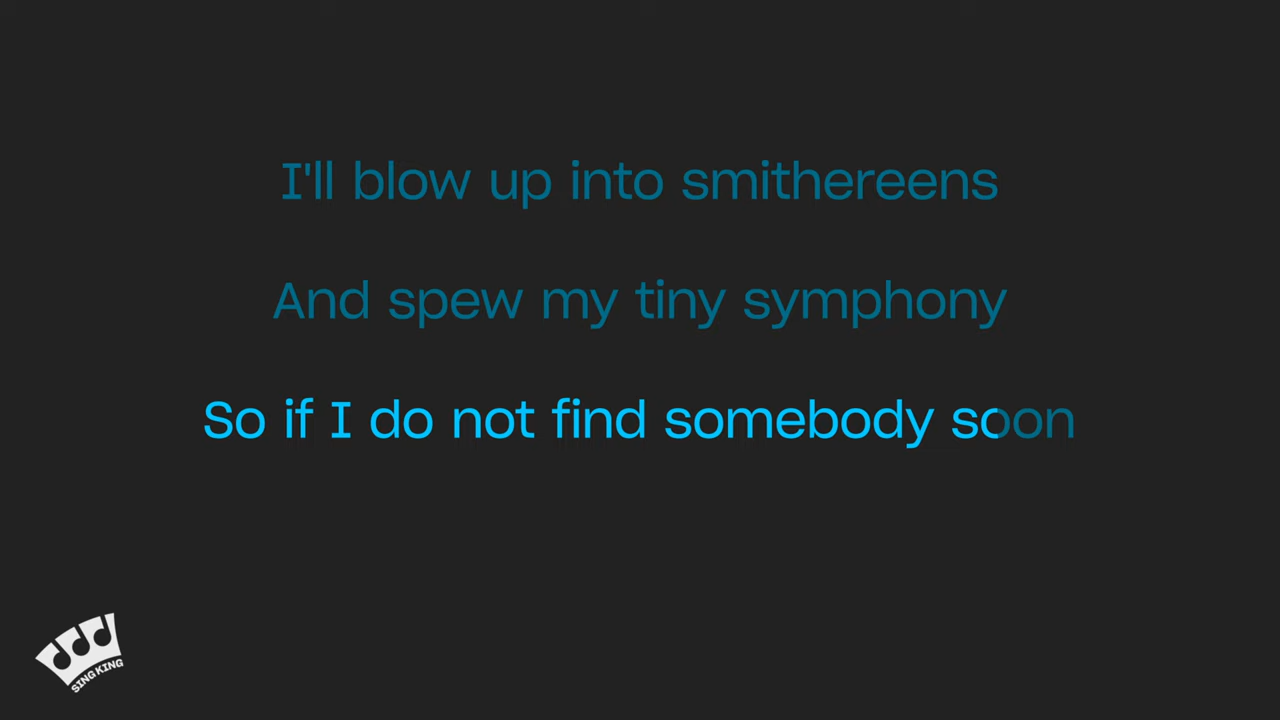 I'll blow up into smithereens
And spew my tiny symphony
So if I do not find somebody soon
SING KING